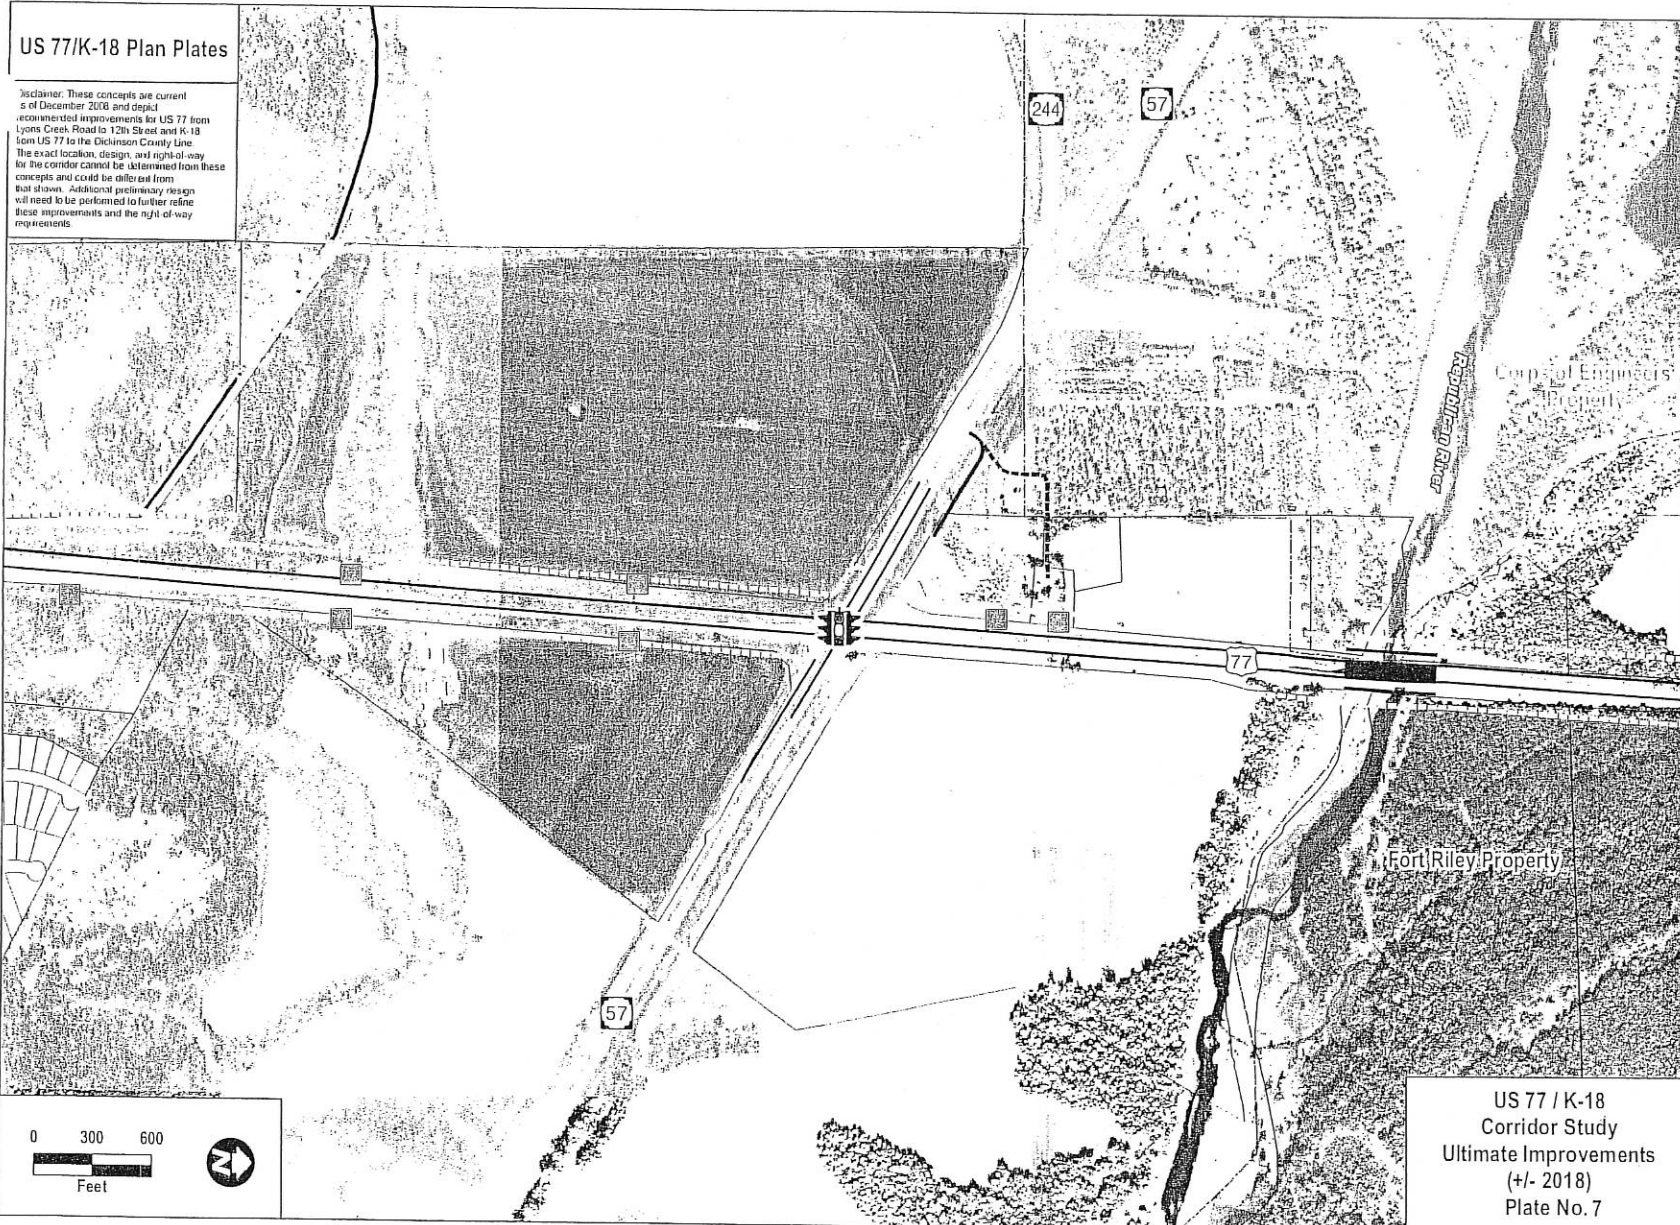 US 77/K-18 Plan Plates
Disclaimer: These concepts are current
s of December 2008 and depict
recommended improvements for US 77 from
Lyons Creek Road to 12th Street and K-18
from US 77 to the Dickinson County Line.
The exact location, design, and right-of-way
for the corridor cannot be determined from these
concepts and could be different from
that shown. Additional preliminary design
will need to be performed to further refine
these improvements and the right-of-way
requirements.
244
57
Republican River
Corps of Engineers
Property
77
Fort Riley Property
57
0 300 600
Feet
N
US 77 / K-18
Corridor Study
Ultimate Improvements
(+/- 2018)
Plate No. 7